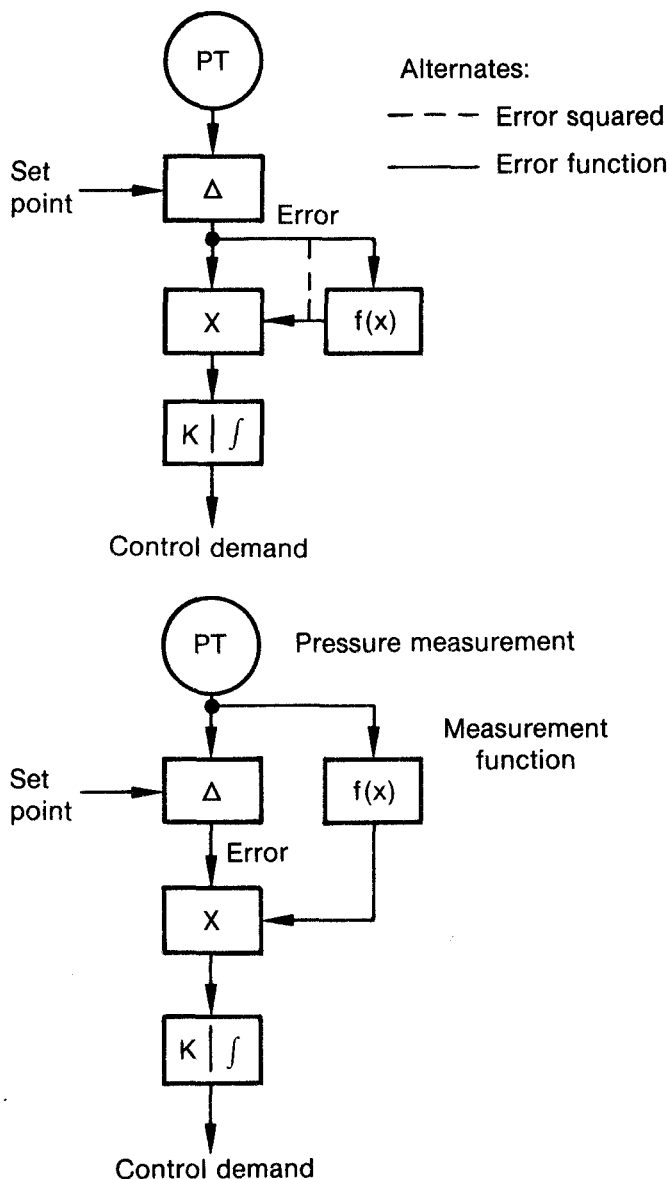 PT
Alternates:
Error squared
Error function
Set
point
Δ
Error
X
f(x)
K | ∫
Control demand
PT
Pressure measurement
Measurement
function
Set
point
Δ
f(x)
Error
X
K | ∫
Control demand